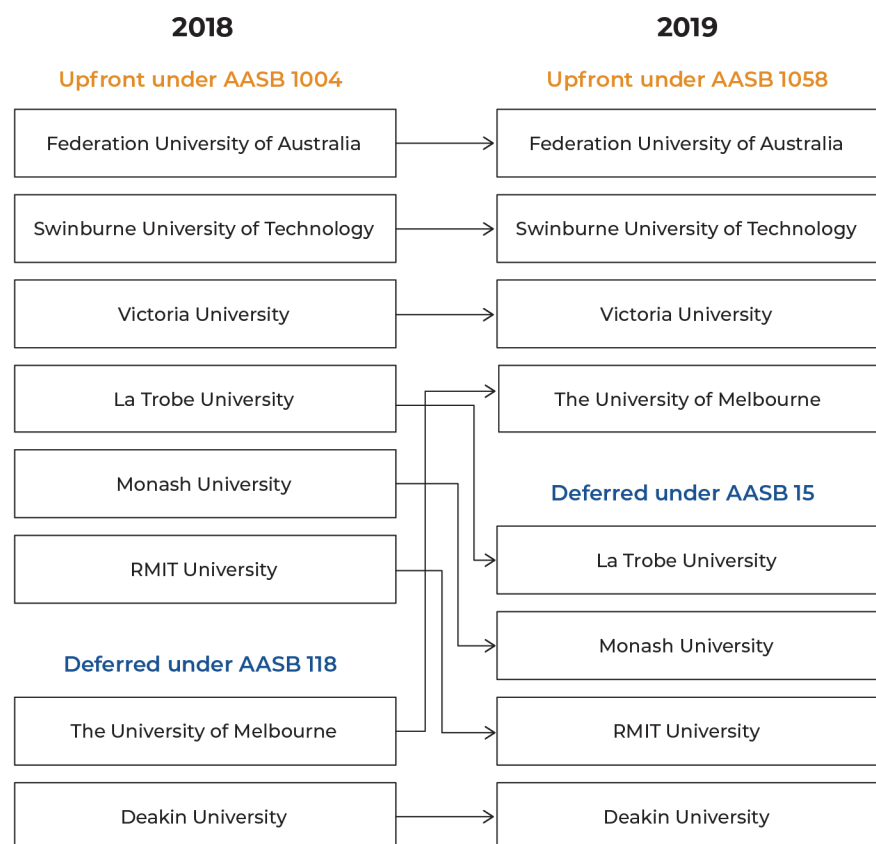 2018
2019
Upfront under AASB 1004
Upfront under AASB 1058
Federation University of Australia
Federation University of Australia
Swinburne University of Technology
Swinburne University of Technology
Victoria University
Victoria University
La Trobe University
The University of Melbourne
Monash University
Deferred under AASB 15
RMIT University
La Trobe University
Monash University
Deferred under AASB 118
The University of Melbourne
RMIT University
Deakin University
Deakin University